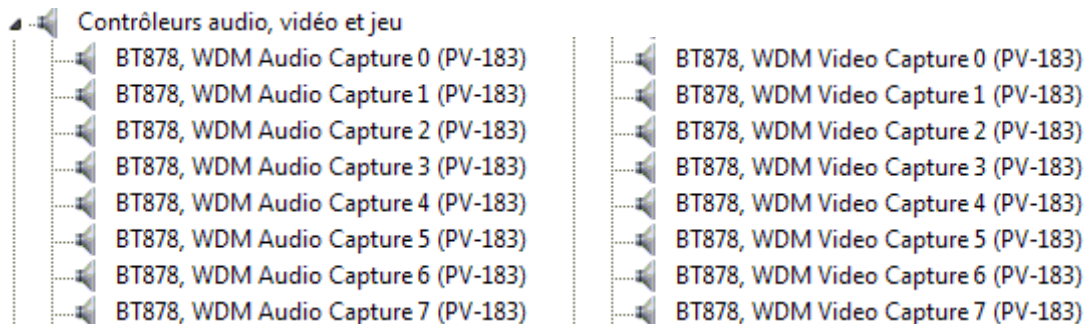 Contrôleurs audio, vidéo et jeu
BT878, WDM Audio Capture 0 (PV-183)
BT878, WDM Audio Capture 1 (PV-183)
BT878, WDM Audio Capture 2 (PV-183)
BT878, WDM Audio Capture 3 (PV-183)
BT878, WDM Audio Capture 4 (PV-183)
BT878, WDM Audio Capture 5 (PV-183)
BT878, WDM Audio Capture 6 (PV-183)
BT878, WDM Audio Capture 7 (PV-183)
BT878, WDM Video Capture 0 (PV-183)
BT878, WDM Video Capture 1 (PV-183)
BT878, WDM Video Capture 2 (PV-183)
BT878, WDM Video Capture 3 (PV-183)
BT878, WDM Video Capture 4 (PV-183)
BT878, WDM Video Capture 5 (PV-183)
BT878, WDM Video Capture 6 (PV-183)
BT878, WDM Video Capture 7 (PV-183)